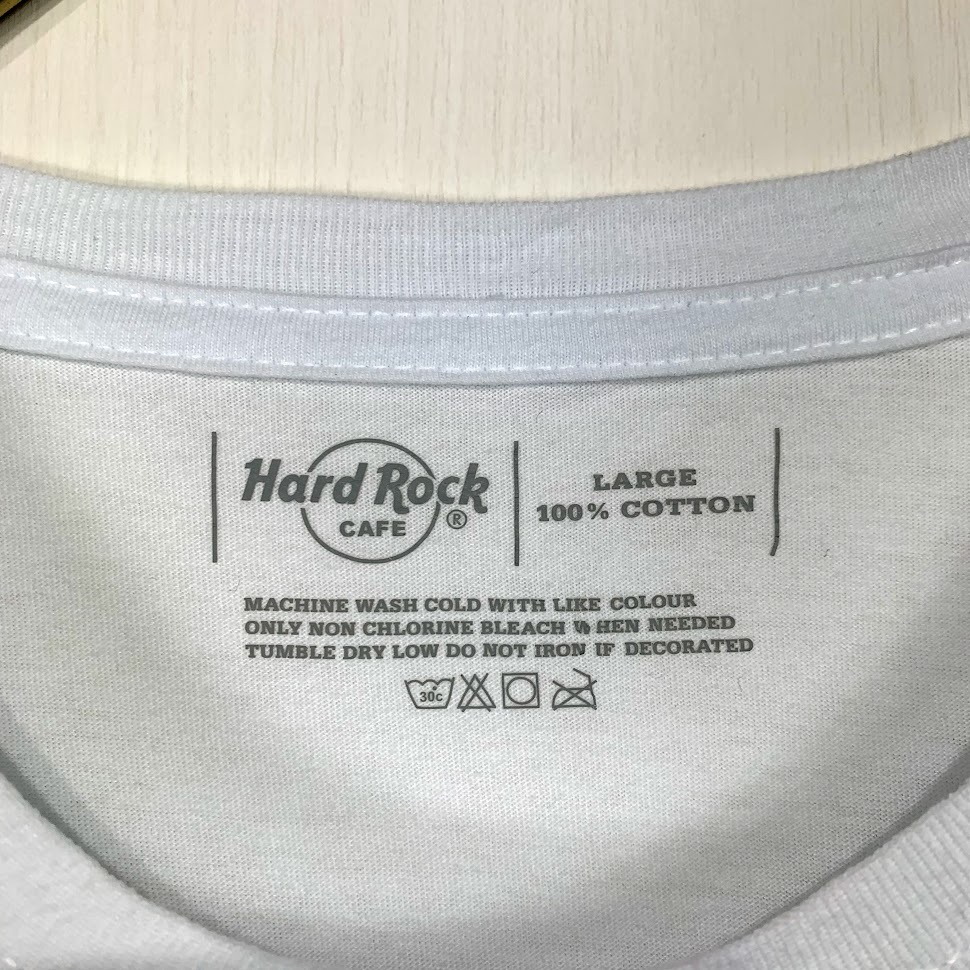 Hard Rock
CAFE ®
LARGE
100% COTTON
MACHINE WASH COLD WITH LIKE COLOUR
ONLY NON CHLORINE BLEACH WHEN NEEDED
TUMBLE DRY LOW DO NOT IRON IF DECORATED
30c